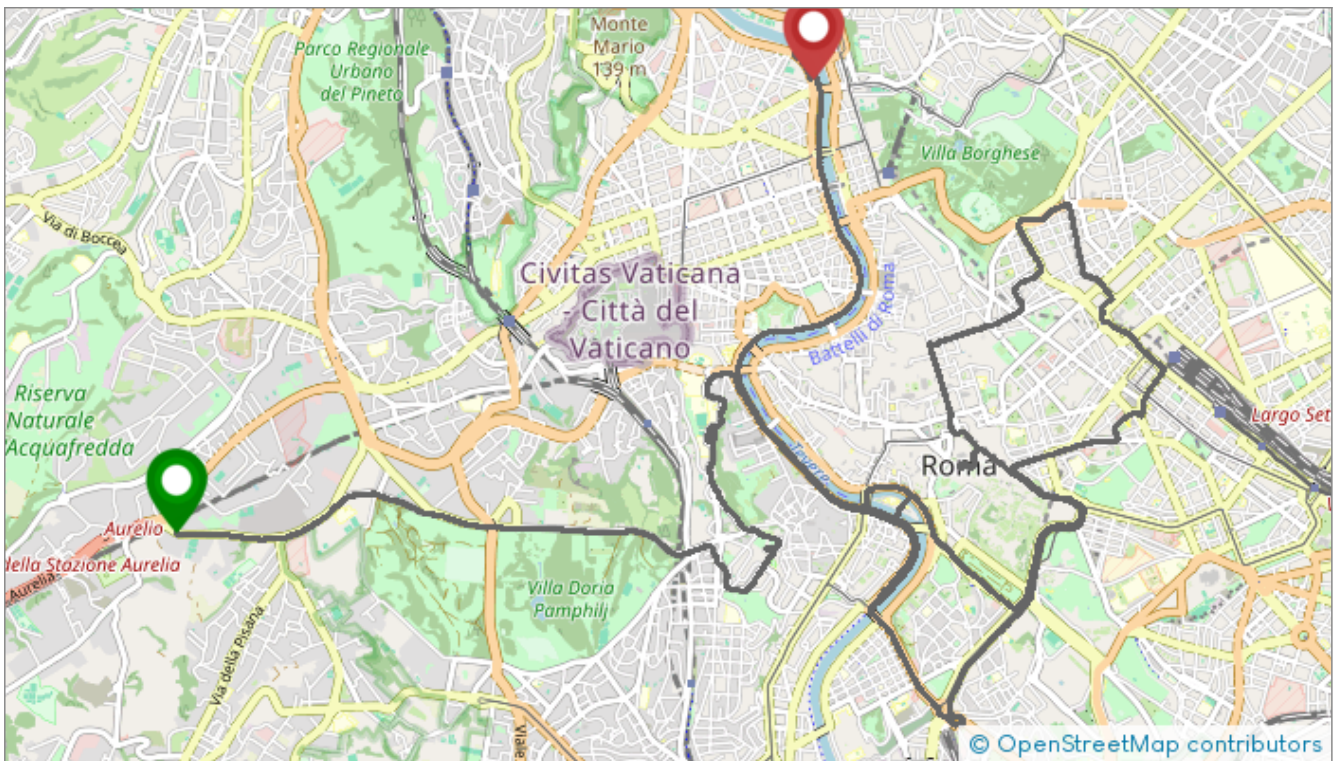 Monte
Mario
139 m
Parco Regionale
Urbano
del Pineto
Villa Borghese
Via di Boccea
Civitas Vaticana
- Città del
Vaticano
Battelli di Roma
Riserva
Naturale
'Acquafredda
Largo Set
Tevere
Roma
Aurelio
della Stazione Aurelia
Aurelia
Villa Doria
Pamphilj
Via della Pisana
Viale
© OpenStreetMap contributors